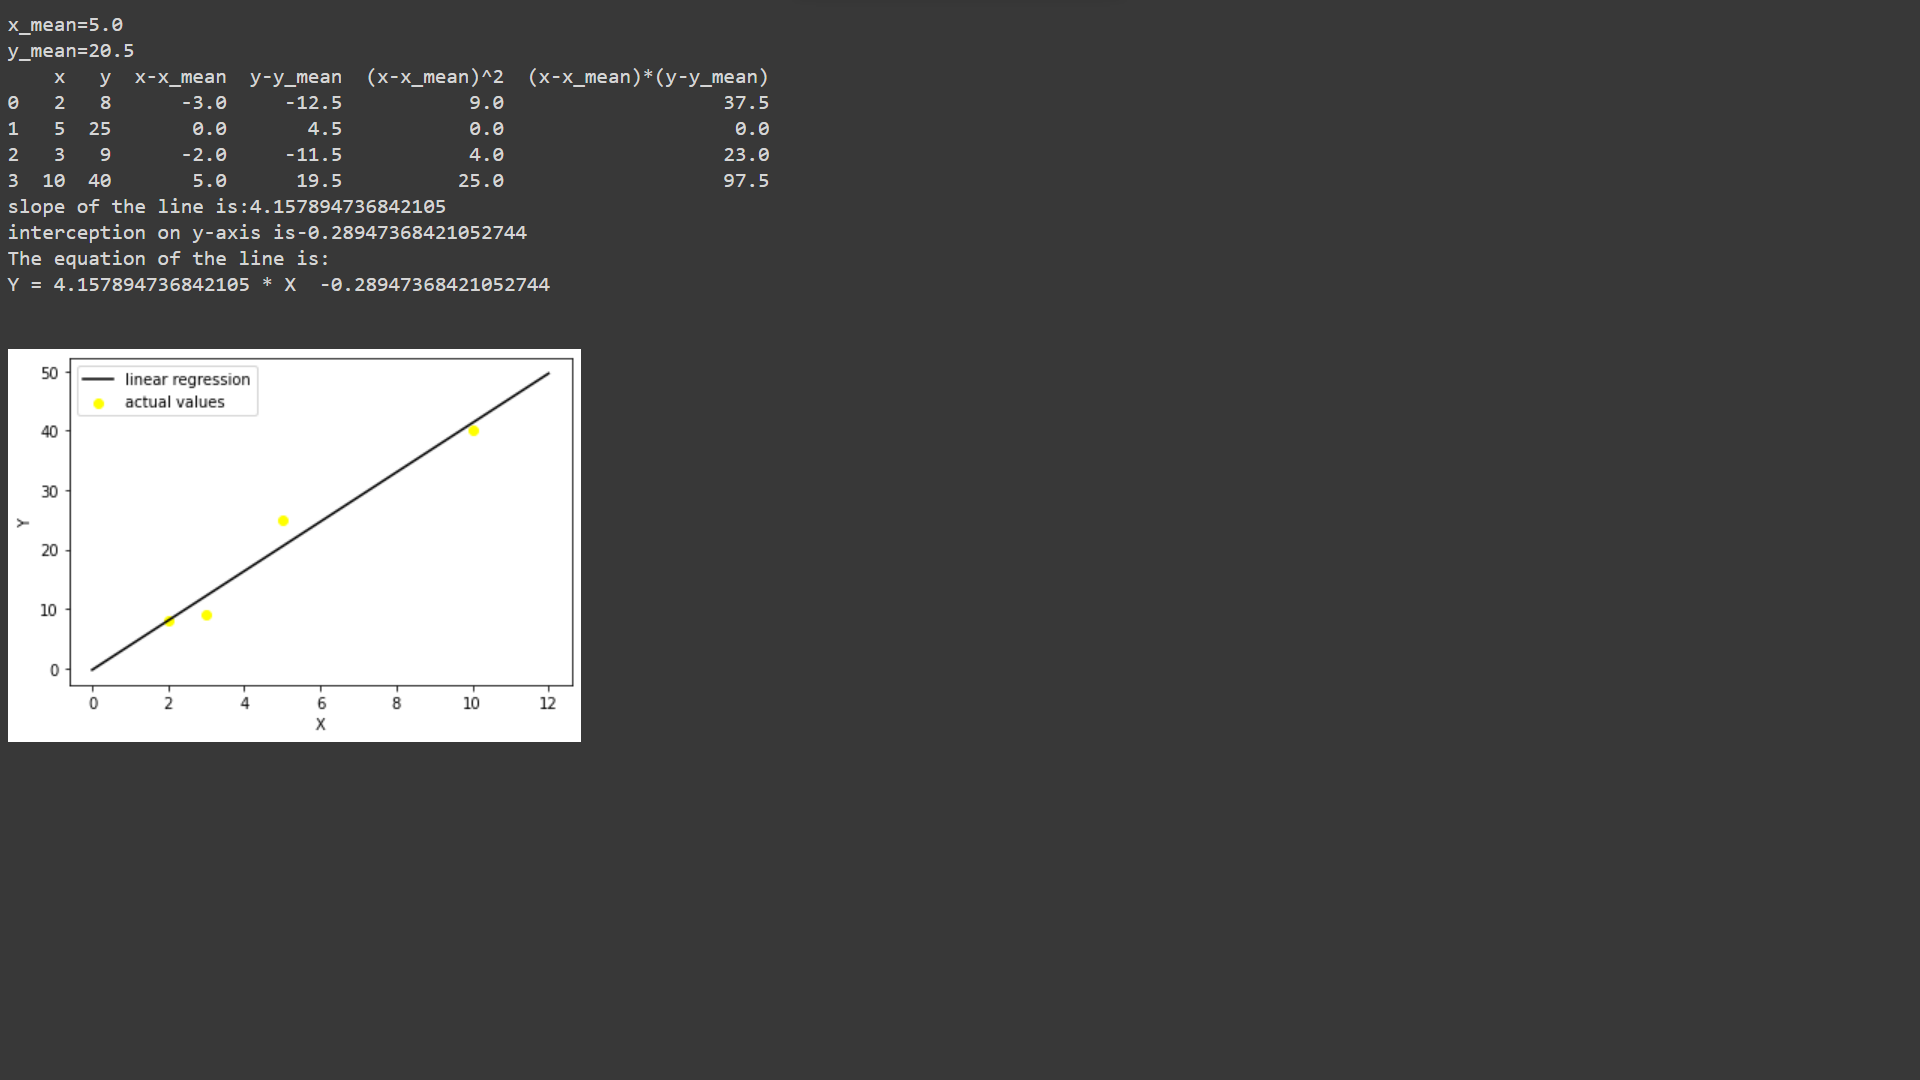 x_mean=5.0
y_mean=20.5
x y x-x_mean y-y_mean (x-x_mean)^2 (x-x_mean)*(y-y_mean)
0 2 8 -3.0 -12.5 9.0 37.5
1 5 25 0.0 4.5 0.0 0.0
2 3 9 -2.0 -11.5 4.0 23.0
3 10 40 5.0 19.5 25.0 97.5
slope of the line is:4.157894736842105
interception on y-axis is-0.28947368421052744
The equation of the line is:
Y = 4.157894736842105 * X -0.28947368421052744
linear regression
actual values
50
40
30
20
10
0
Y
0 2 4 6 8 10 12
X